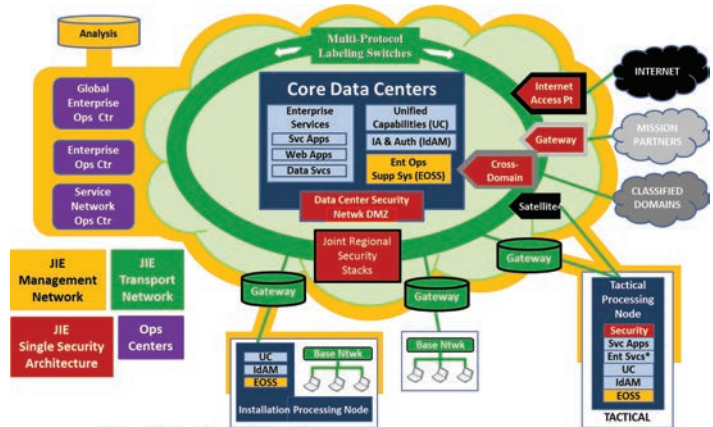 Analysis
Global
Enterprise
Ops Ctr
Enterprise
Ops Ctr
Service
Network
Ops Ctr
Multi-Protocol
Labeling Switches
Core Data Centers
Enterprise
Services
Svc Apps
Web Apps
Data Svcs
Unified
Capabilities (UC)
IA & Auth (IdAM)
Ent Ops
Supp Sys (EOSS)
Data Center Security
Netwk DMZ
Joint Regional
Security
Stacks
Internet
Access Pt
Gateway
Cross-
Domain
Satellite
INTERNET
MISSION
PARTNERS
CLASSIFIED
DOMAINS
Gateway
Gateway
Gateway
JIE
Management
Network
JIE
Transport
Network
JIE
Single Security
Architecture
Ops
Centers
UC
IdAM
EOSS
Base Ntwk
Installation Processing Node
Base Ntwk
Tactical
Processing
Node
Security
Svc Apps
Ent Svcs*
UC
IdAM
EOSS
TACTICAL